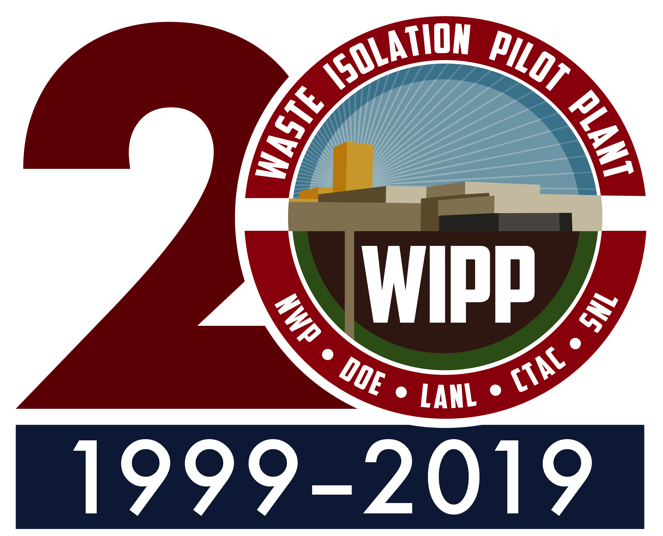 20
WASTE ISOLATION PILOT PLANT
WIPP
NWP • DOE • LANL • CTAC • SNL
1999–2019